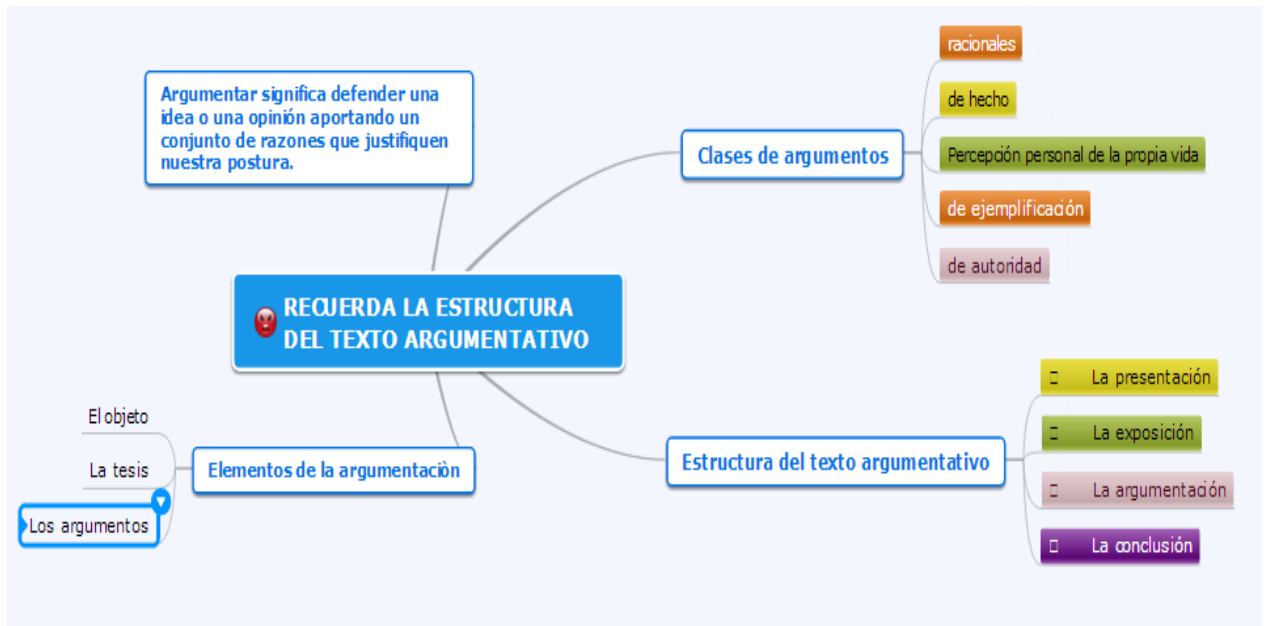 Argumentar significa defender una
idea o una opinión aportando un
conjunto de razones que justifiquen
nuestra postura.
RECUERDA LA ESTRUCTURA
DEL TEXTO ARGUMENTATIVO
Clases de argumentos
racionales
de hecho
Percepción personal de la propia vida
de ejemplificación
de autoridad
Estructura del texto argumentativo
La presentación
La exposición
La argumentación
La conclusión
Elementos de la argumentaciòn
El objeto
La tesis
Los argumentos